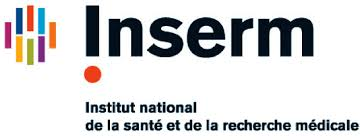 Inserm
Institut national
de la santé et de la recherche médicale